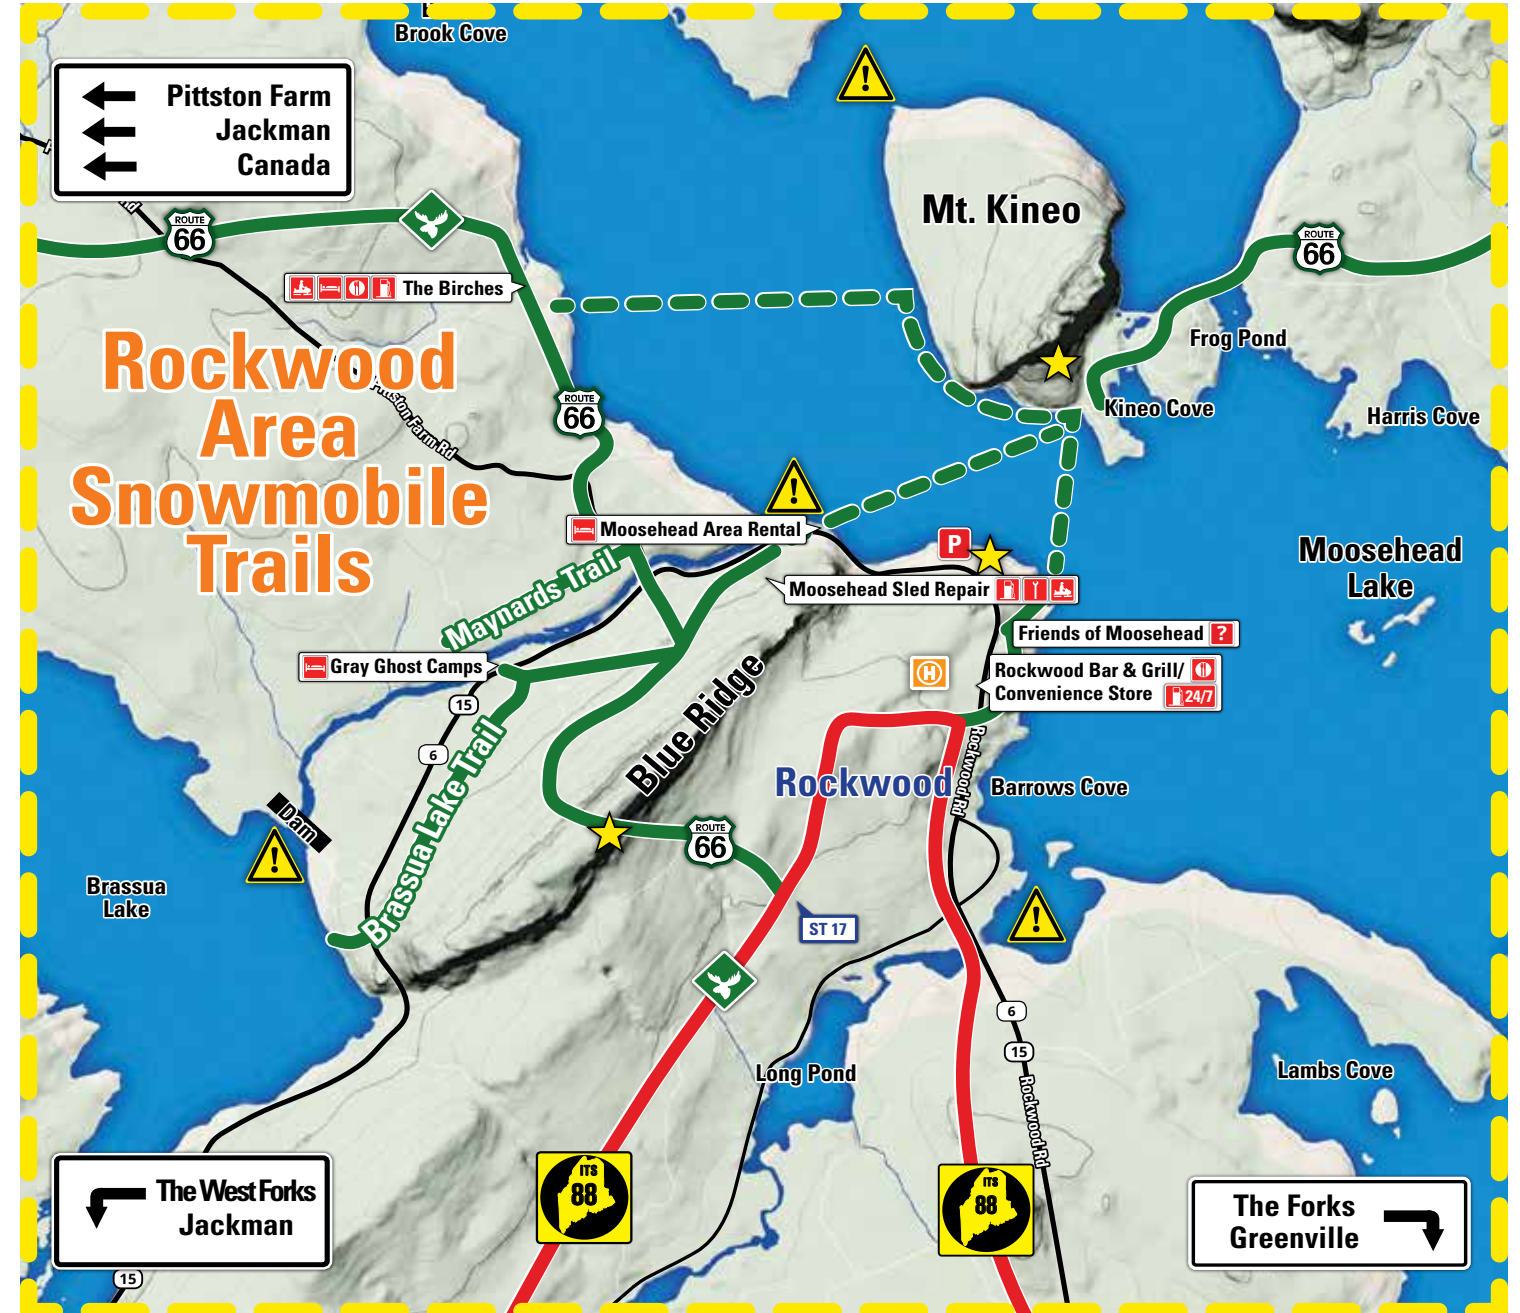 Brook Cove
Pittston Farm
Jackman
Canada
Rd
ROUTE
66
Mt. Kineo
ROUTE
66
The Birches
Rockwood
Area
Snowmobile
Trails
Frog Pond
ROUTE
66
Kineo Cove
Harris Cove
Farm Rd
Moosehead Area Rental
P
Moosehead
Lake
Maynards Trail
Moosehead Sled Repair
Friends of Moosehead ?
Gray Ghost Camps
H
Rockwood Bar & Grill/
Convenience Store 24/7
15
6
Blue Ridge
Brassua Lake Trail
Rockwood
Rockwood Rd
Barrows Cove
Dam
ROUTE
66
Brassua
Lake
ST 17
6
15
Rockwood Rd
Long Pond
Lambs Cove
ITS
88
ITS
88
The West Forks
Jackman
The Forks
Greenville
15